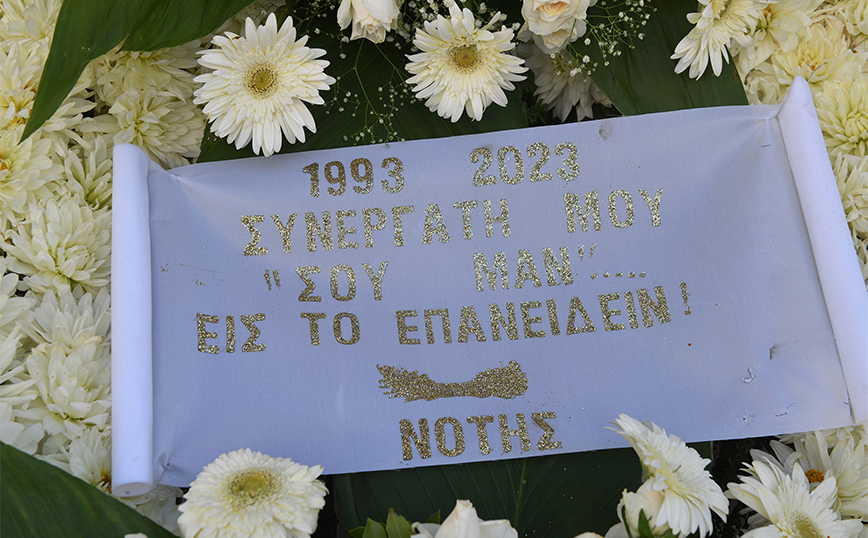 1993 2023
ΣΥΝΕΡΓΑΤΗ ΜΟΥ
"ΣΟΥ ΜΑΝ".....
ΕΙΣ ΤΟ ΕΠΑΝΕΙΔΕΙΝ!
ΝΟΤΗΣ